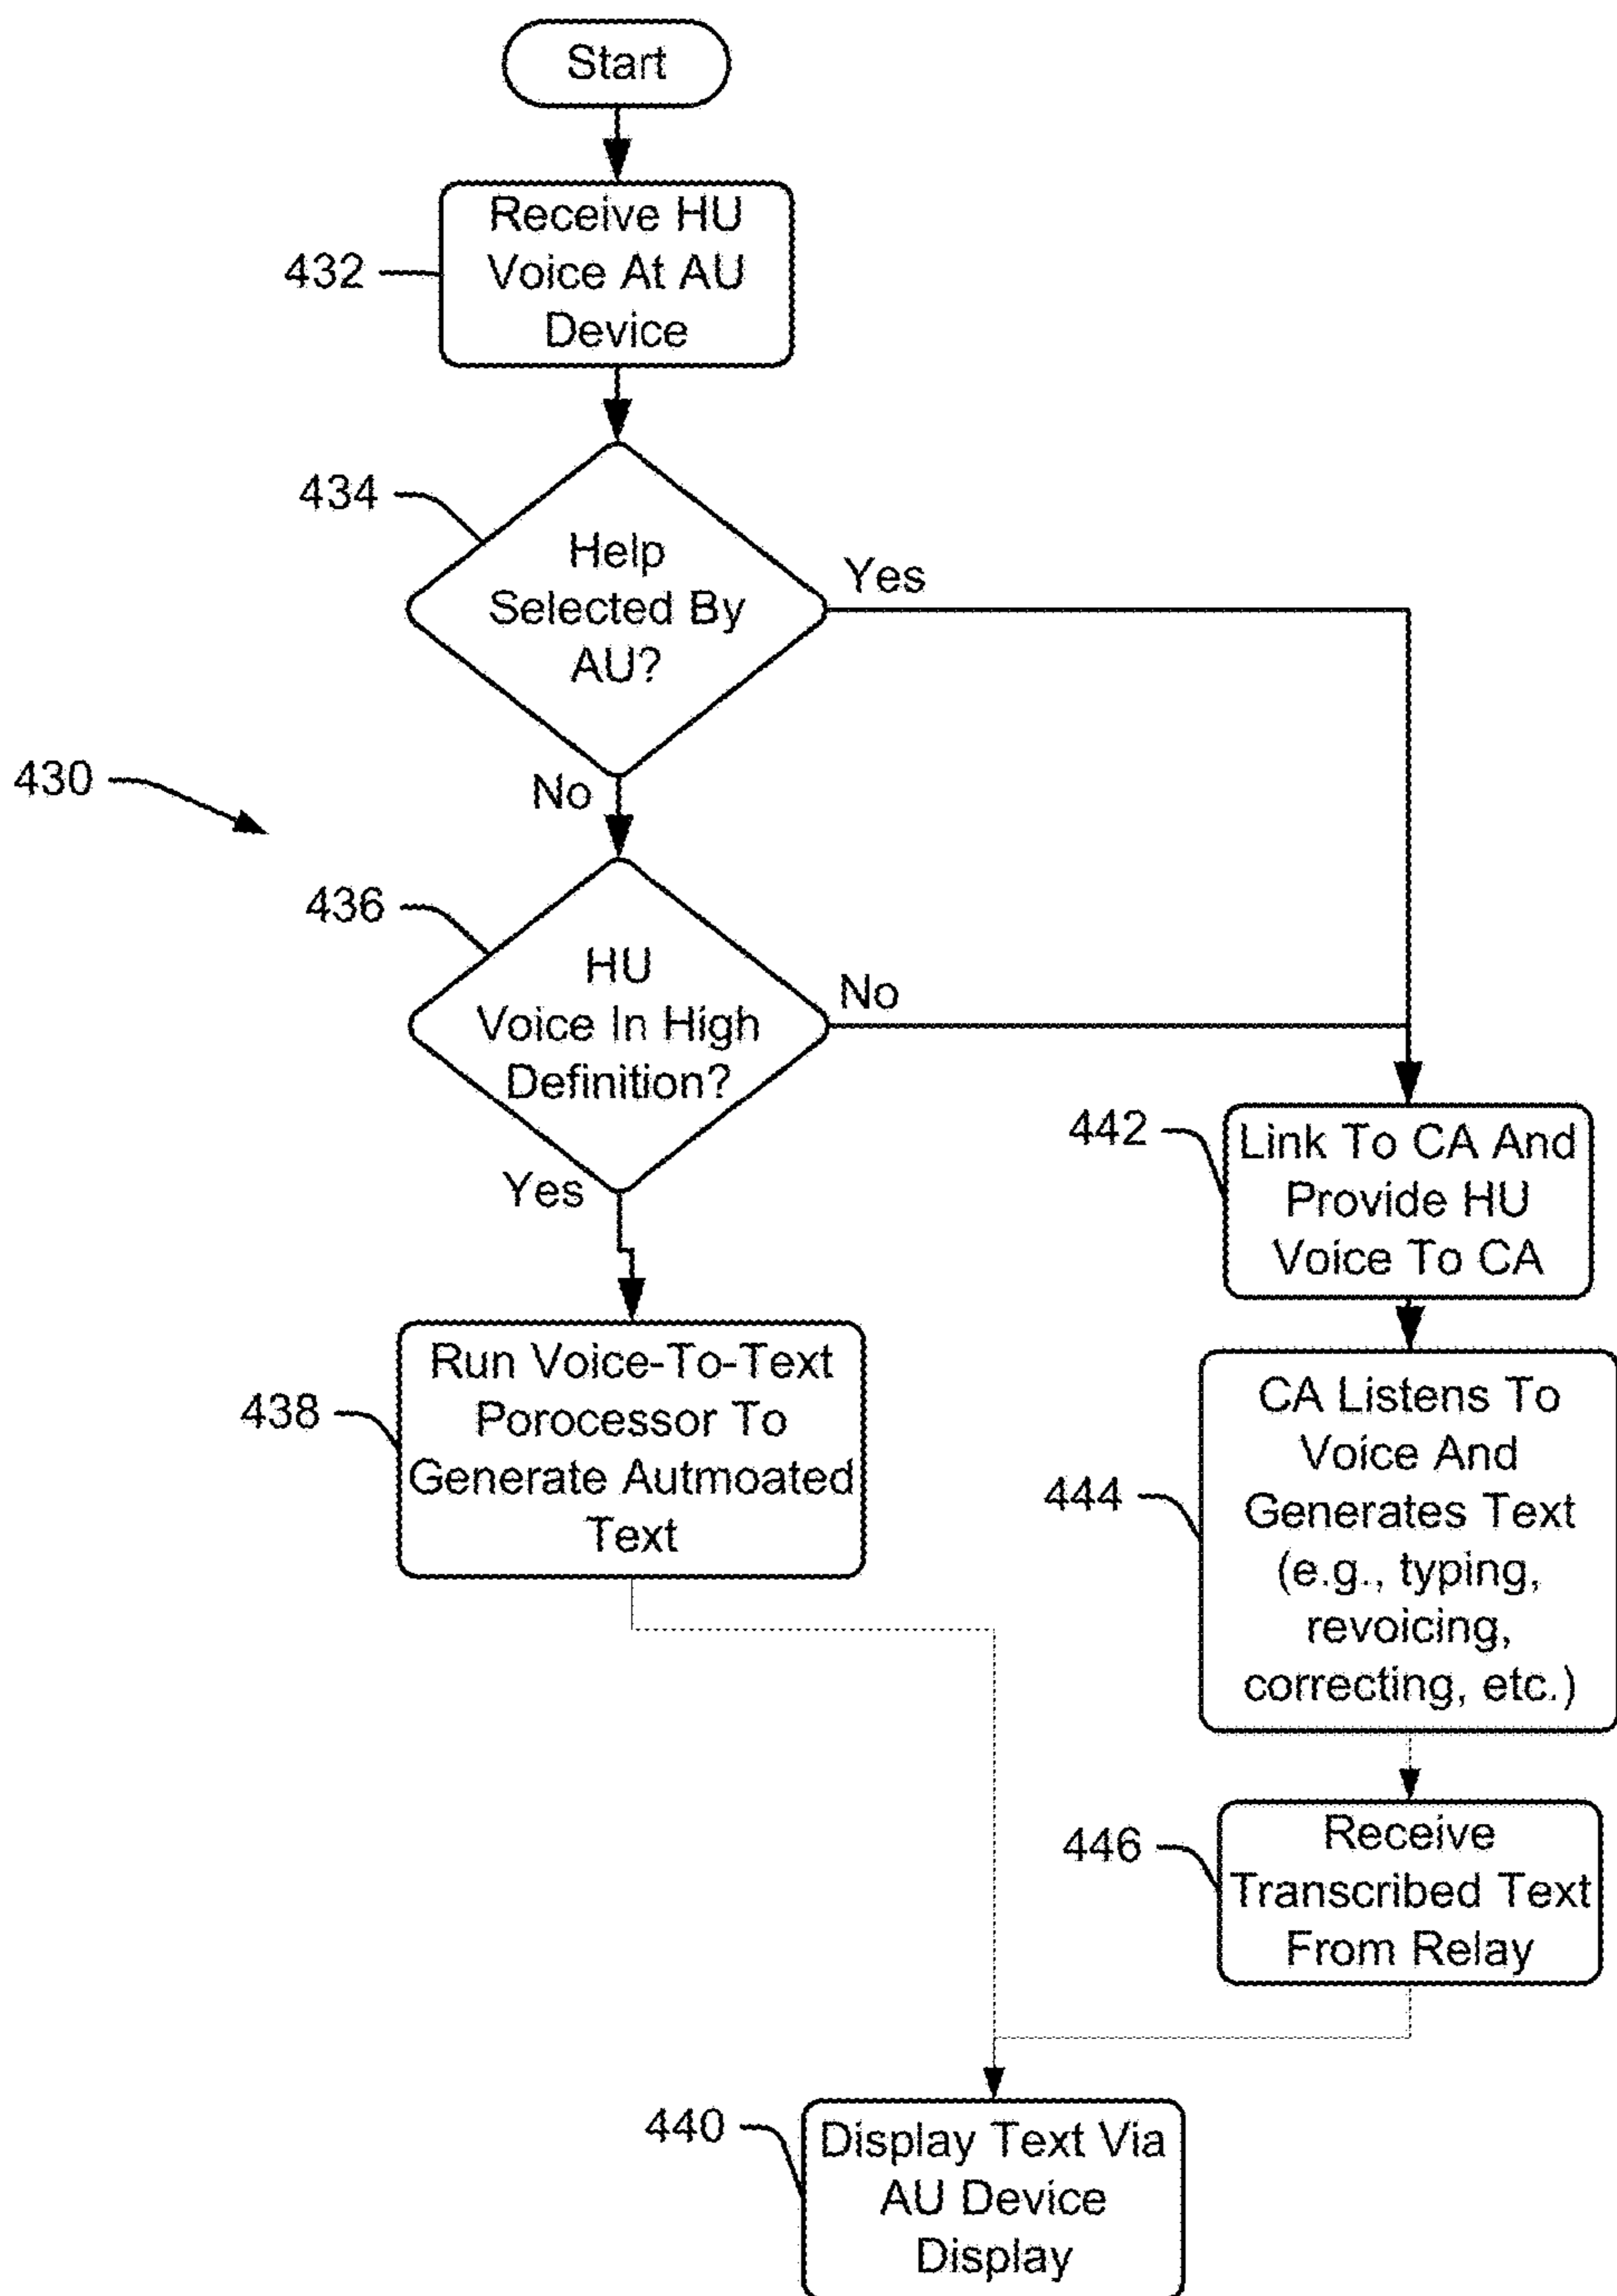 Start
Receive HU
Voice At AU
Device
432
434
Help
Selected By
AU?
Yes
No
430
436
HU
Voice In High
Definition?
No
Yes
442
Link To CA And
Provide HU
Voice To CA
438
Run Voice-To-Text
Porocessor To
Generate Autmoated
Text
444
CA Listens To
Voice And
Generates Text
(e.g., typing,
revoicing,
correcting, etc.)
446
Receive
Transcribed Text
From Relay
440
Display Text Via
AU Device
Display